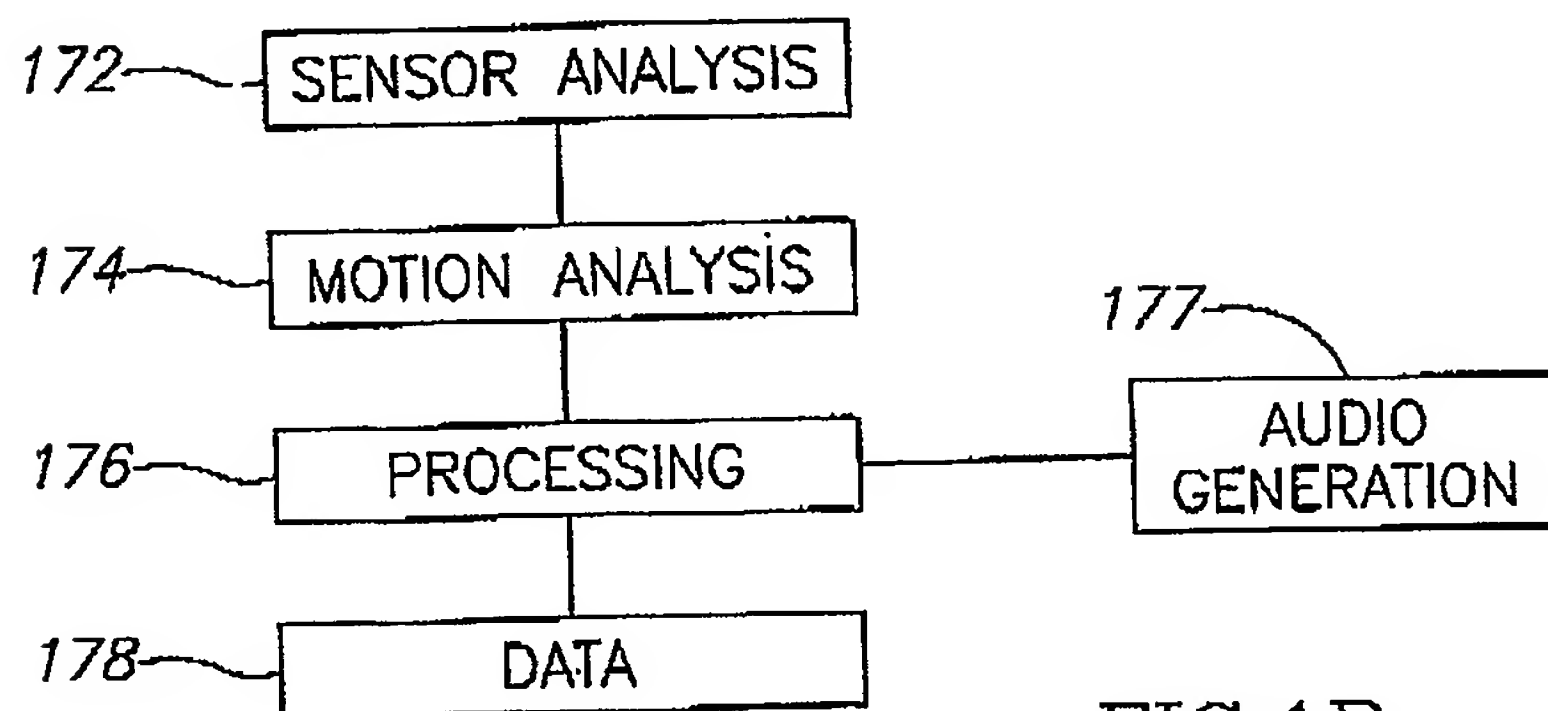 172 SENSOR ANALYSIS
174 MOTION ANALYSIS
177
176 PROCESSING
AUDIO
GENERATION
178 DATA